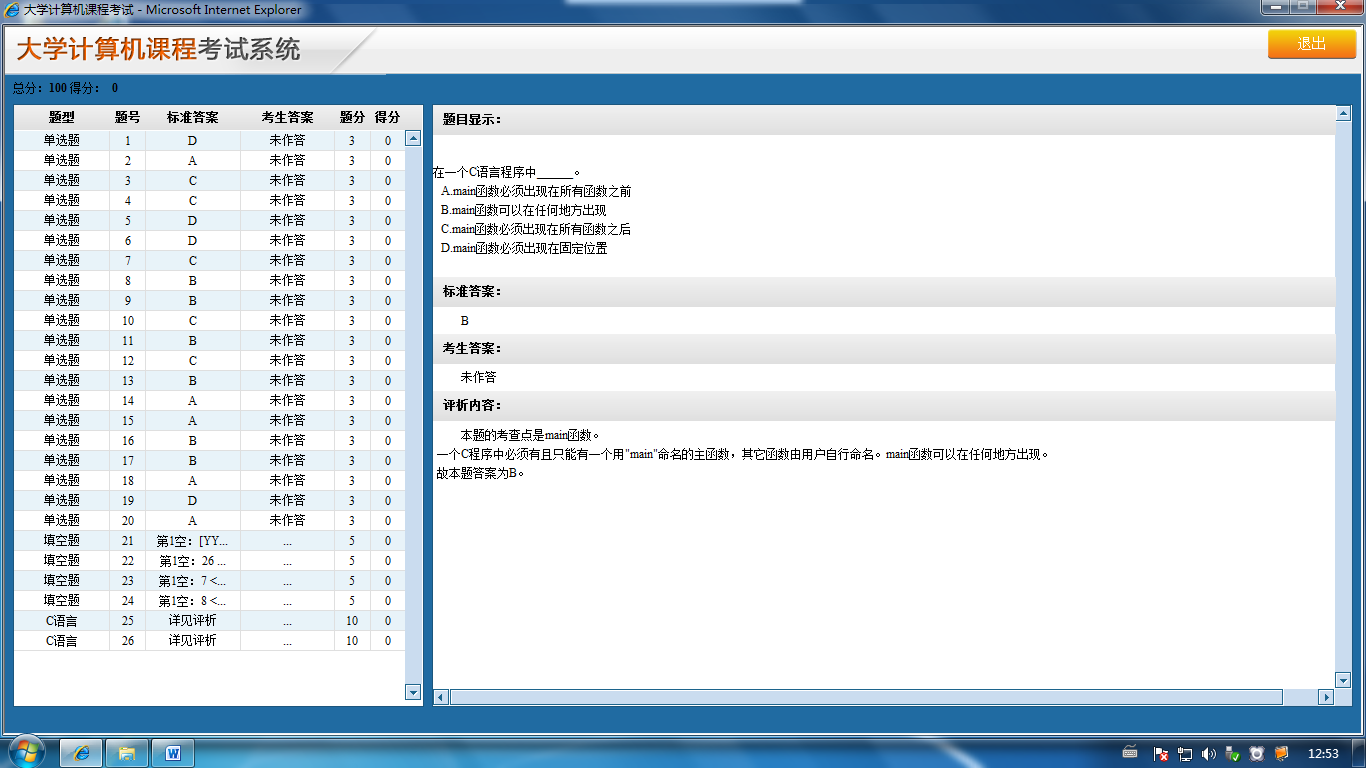 大学计算机课程考试 - Microsoft Internet Explorer
大学计算机课程考试系统
退出
总分：100 得分： 0
题型 题号 标准答案 考生答案 题分 得分
单选题 1 D 未作答 3 0
单选题 2 A 未作答 3 0
单选题 3 C 未作答 3 0
单选题 4 C 未作答 3 0
单选题 5 D 未作答 3 0
单选题 6 D 未作答 3 0
单选题 7 C 未作答 3 0
单选题 8 B 未作答 3 0
单选题 9 B 未作答 3 0
单选题 10 C 未作答 3 0
单选题 11 B 未作答 3 0
单选题 12 C 未作答 3 0
单选题 13 B 未作答 3 0
单选题 14 A 未作答 3 0
单选题 15 A 未作答 3 0
单选题 16 B 未作答 3 0
单选题 17 B 未作答 3 0
单选题 18 A 未作答 3 0
单选题 19 D 未作答 3 0
单选题 20 A 未作答 3 0
填空题 21 第1空：[YY... ... 5 0
填空题 22 第1空：26 ... ... 5 0
填空题 23 第1空：7 <... ... 5 0
填空题 24 第1空：8 <... ... 5 0
C语言 25 详见评析 ... 10 0
C语言 26 详见评析 ... 10 0
题目显示：
在一个C语言程序中______。
A.main函数必须出现在所有函数之前
B.main函数可以在任何地方出现
C.main函数必须出现在所有函数之后
D.main函数必须出现在固定位置
标准答案：
B
考生答案：
未作答
评析内容：
本题的考查点是main函数。
一个C程序中必须有且只能有一个用"main"命名的主函数，其它函数由用户自行命名。main函数可以在任何地方出现。
故本题答案为B。
12:53